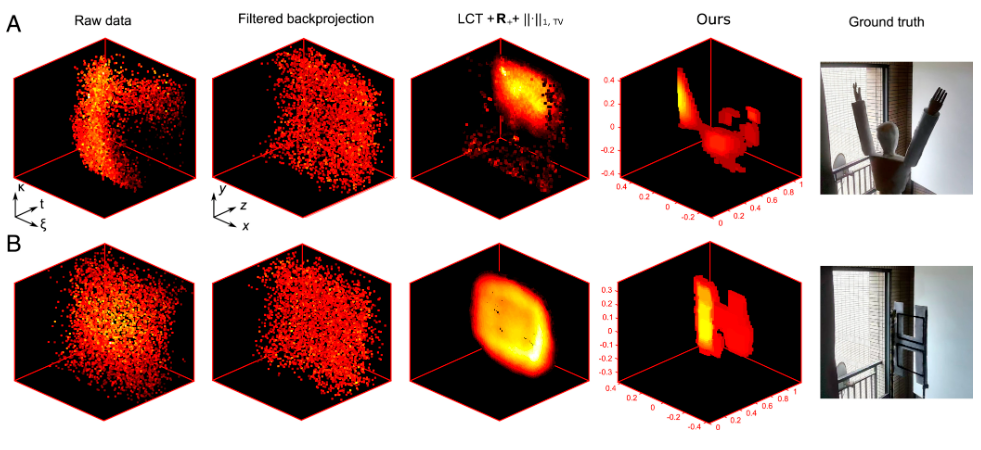 A
Raw data
Filtered backprojection
LCT + R₊+ ||·||₁, TV
Ours
Ground truth
0.4
0.2
0
-0.2
-0.4
0.4
0.2
0
-0.2
0
0.2
0.4
0.6
0.8
1
κ
t
ξ
y
z
x
B
0.3
0.2
0.1
0
-0.1
-0.2
-0.3
0.4
0.2
0
-0.2
-0.4
0
0.2
0.4
0.6
0.8
1